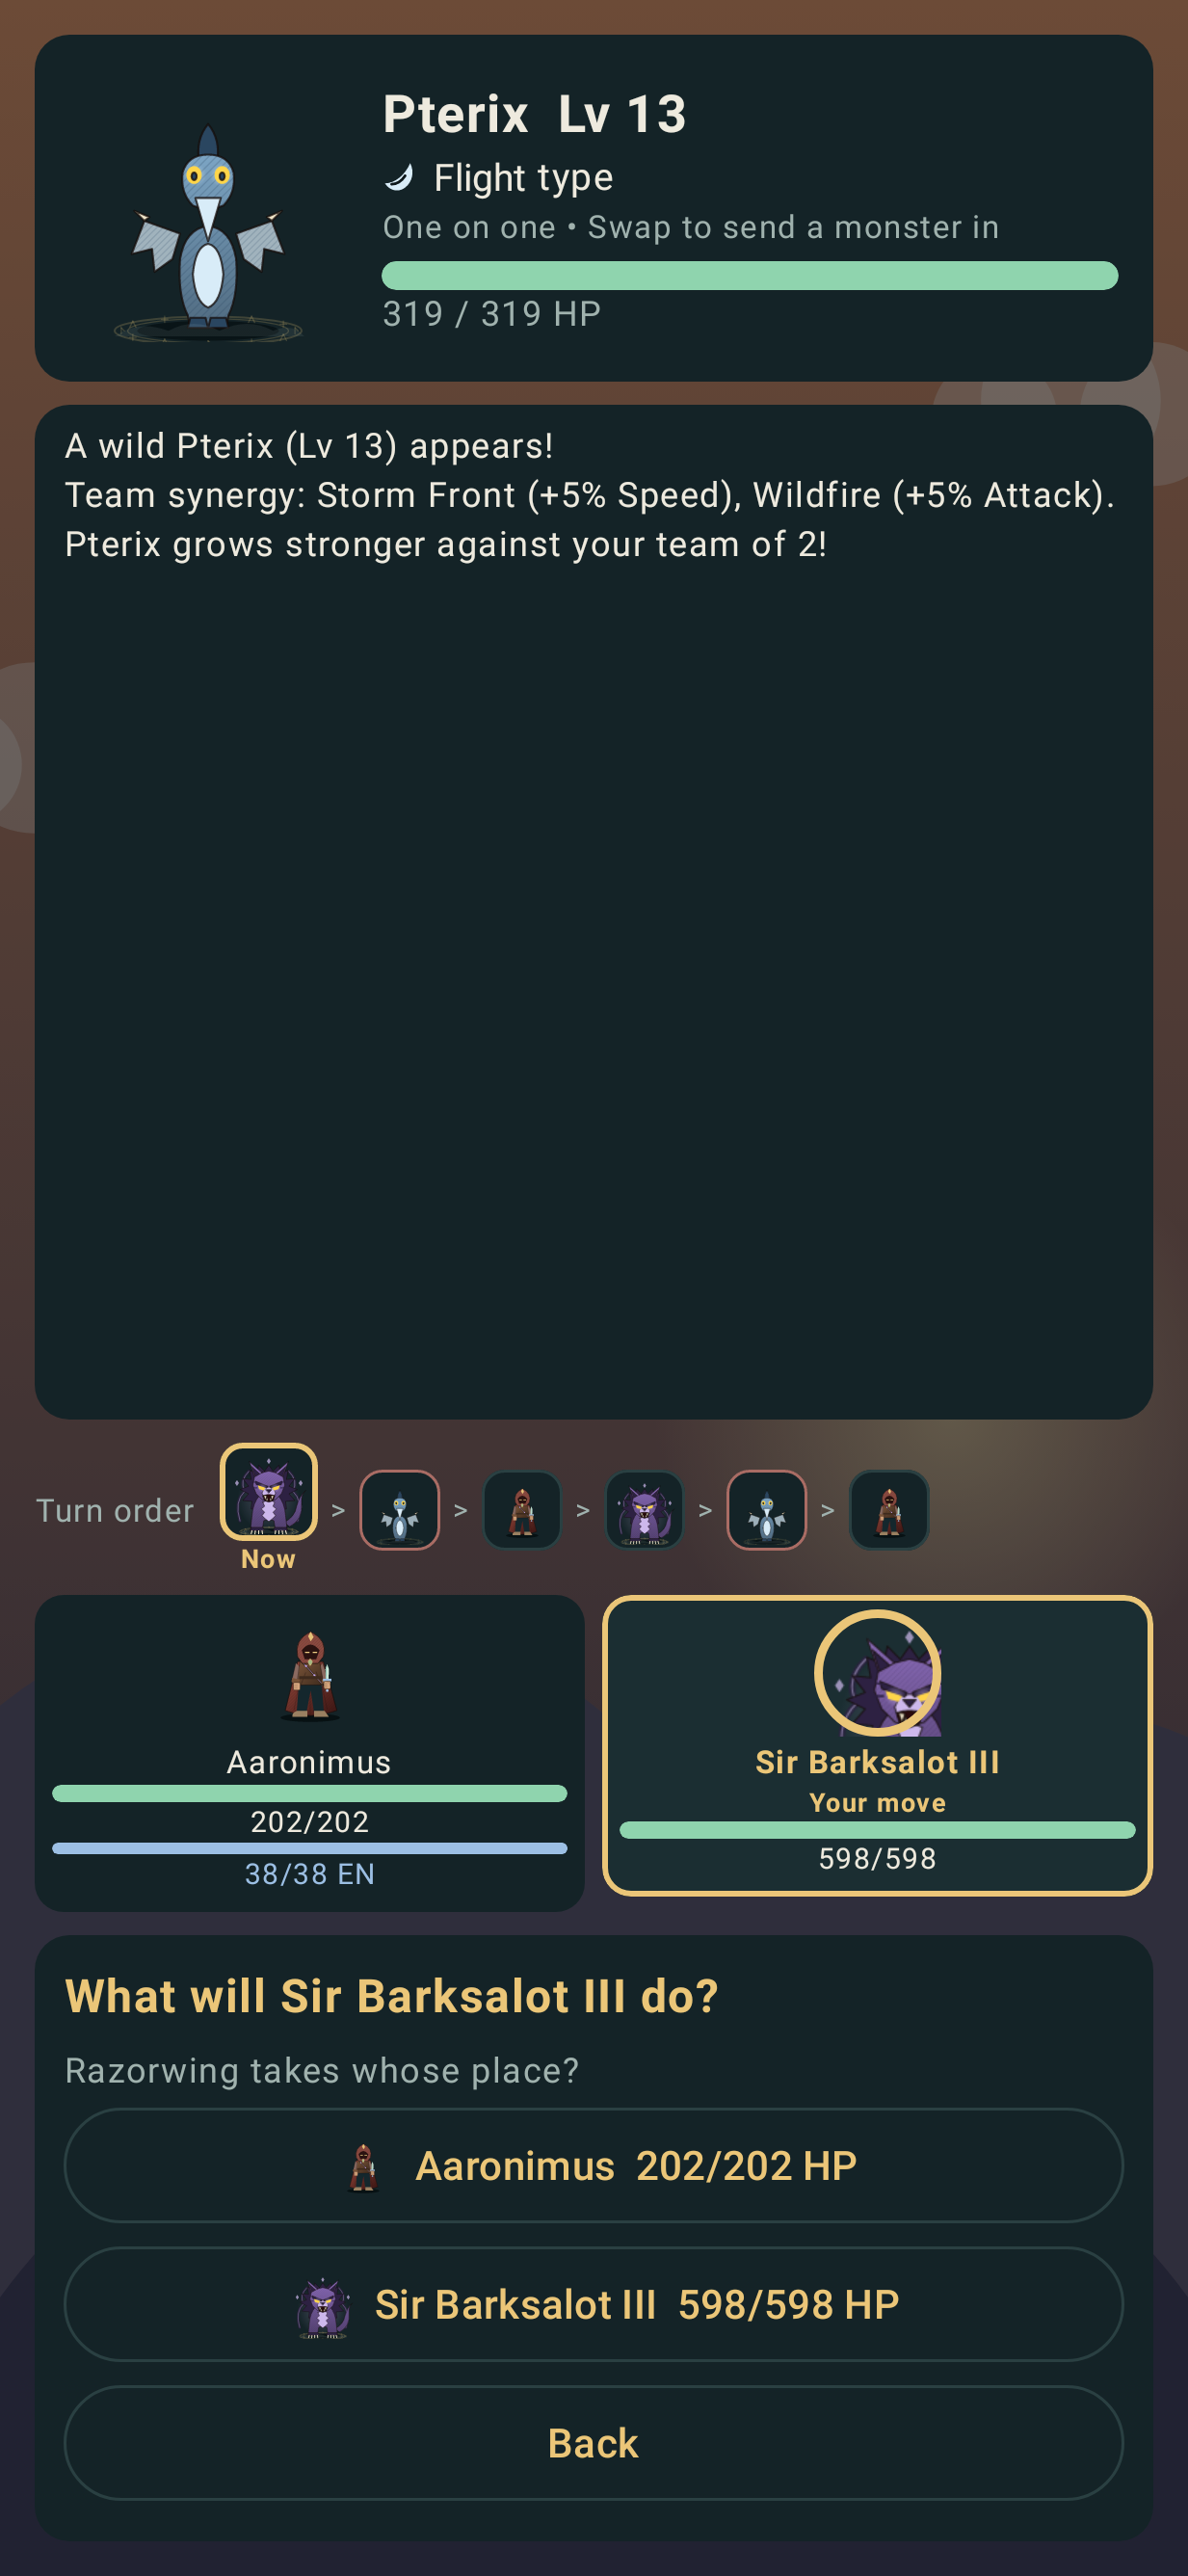 Pterix Lv 13
Flight type
One on one • Swap to send a monster in
319 / 319 HP
A wild Pterix (Lv 13) appears!
Team synergy: Storm Front (+5% Speed), Wildfire (+5% Attack).
Pterix grows stronger against your team of 2!
Turn order
>
>
>
>
>
Now
Aaronimus
202/202
38/38 EN
Sir Barksalot III
Your move
598/598
What will Sir Barksalot III do?
Razorwing takes whose place?
Aaronimus 202/202 HP
Sir Barksalot III 598/598 HP
Back